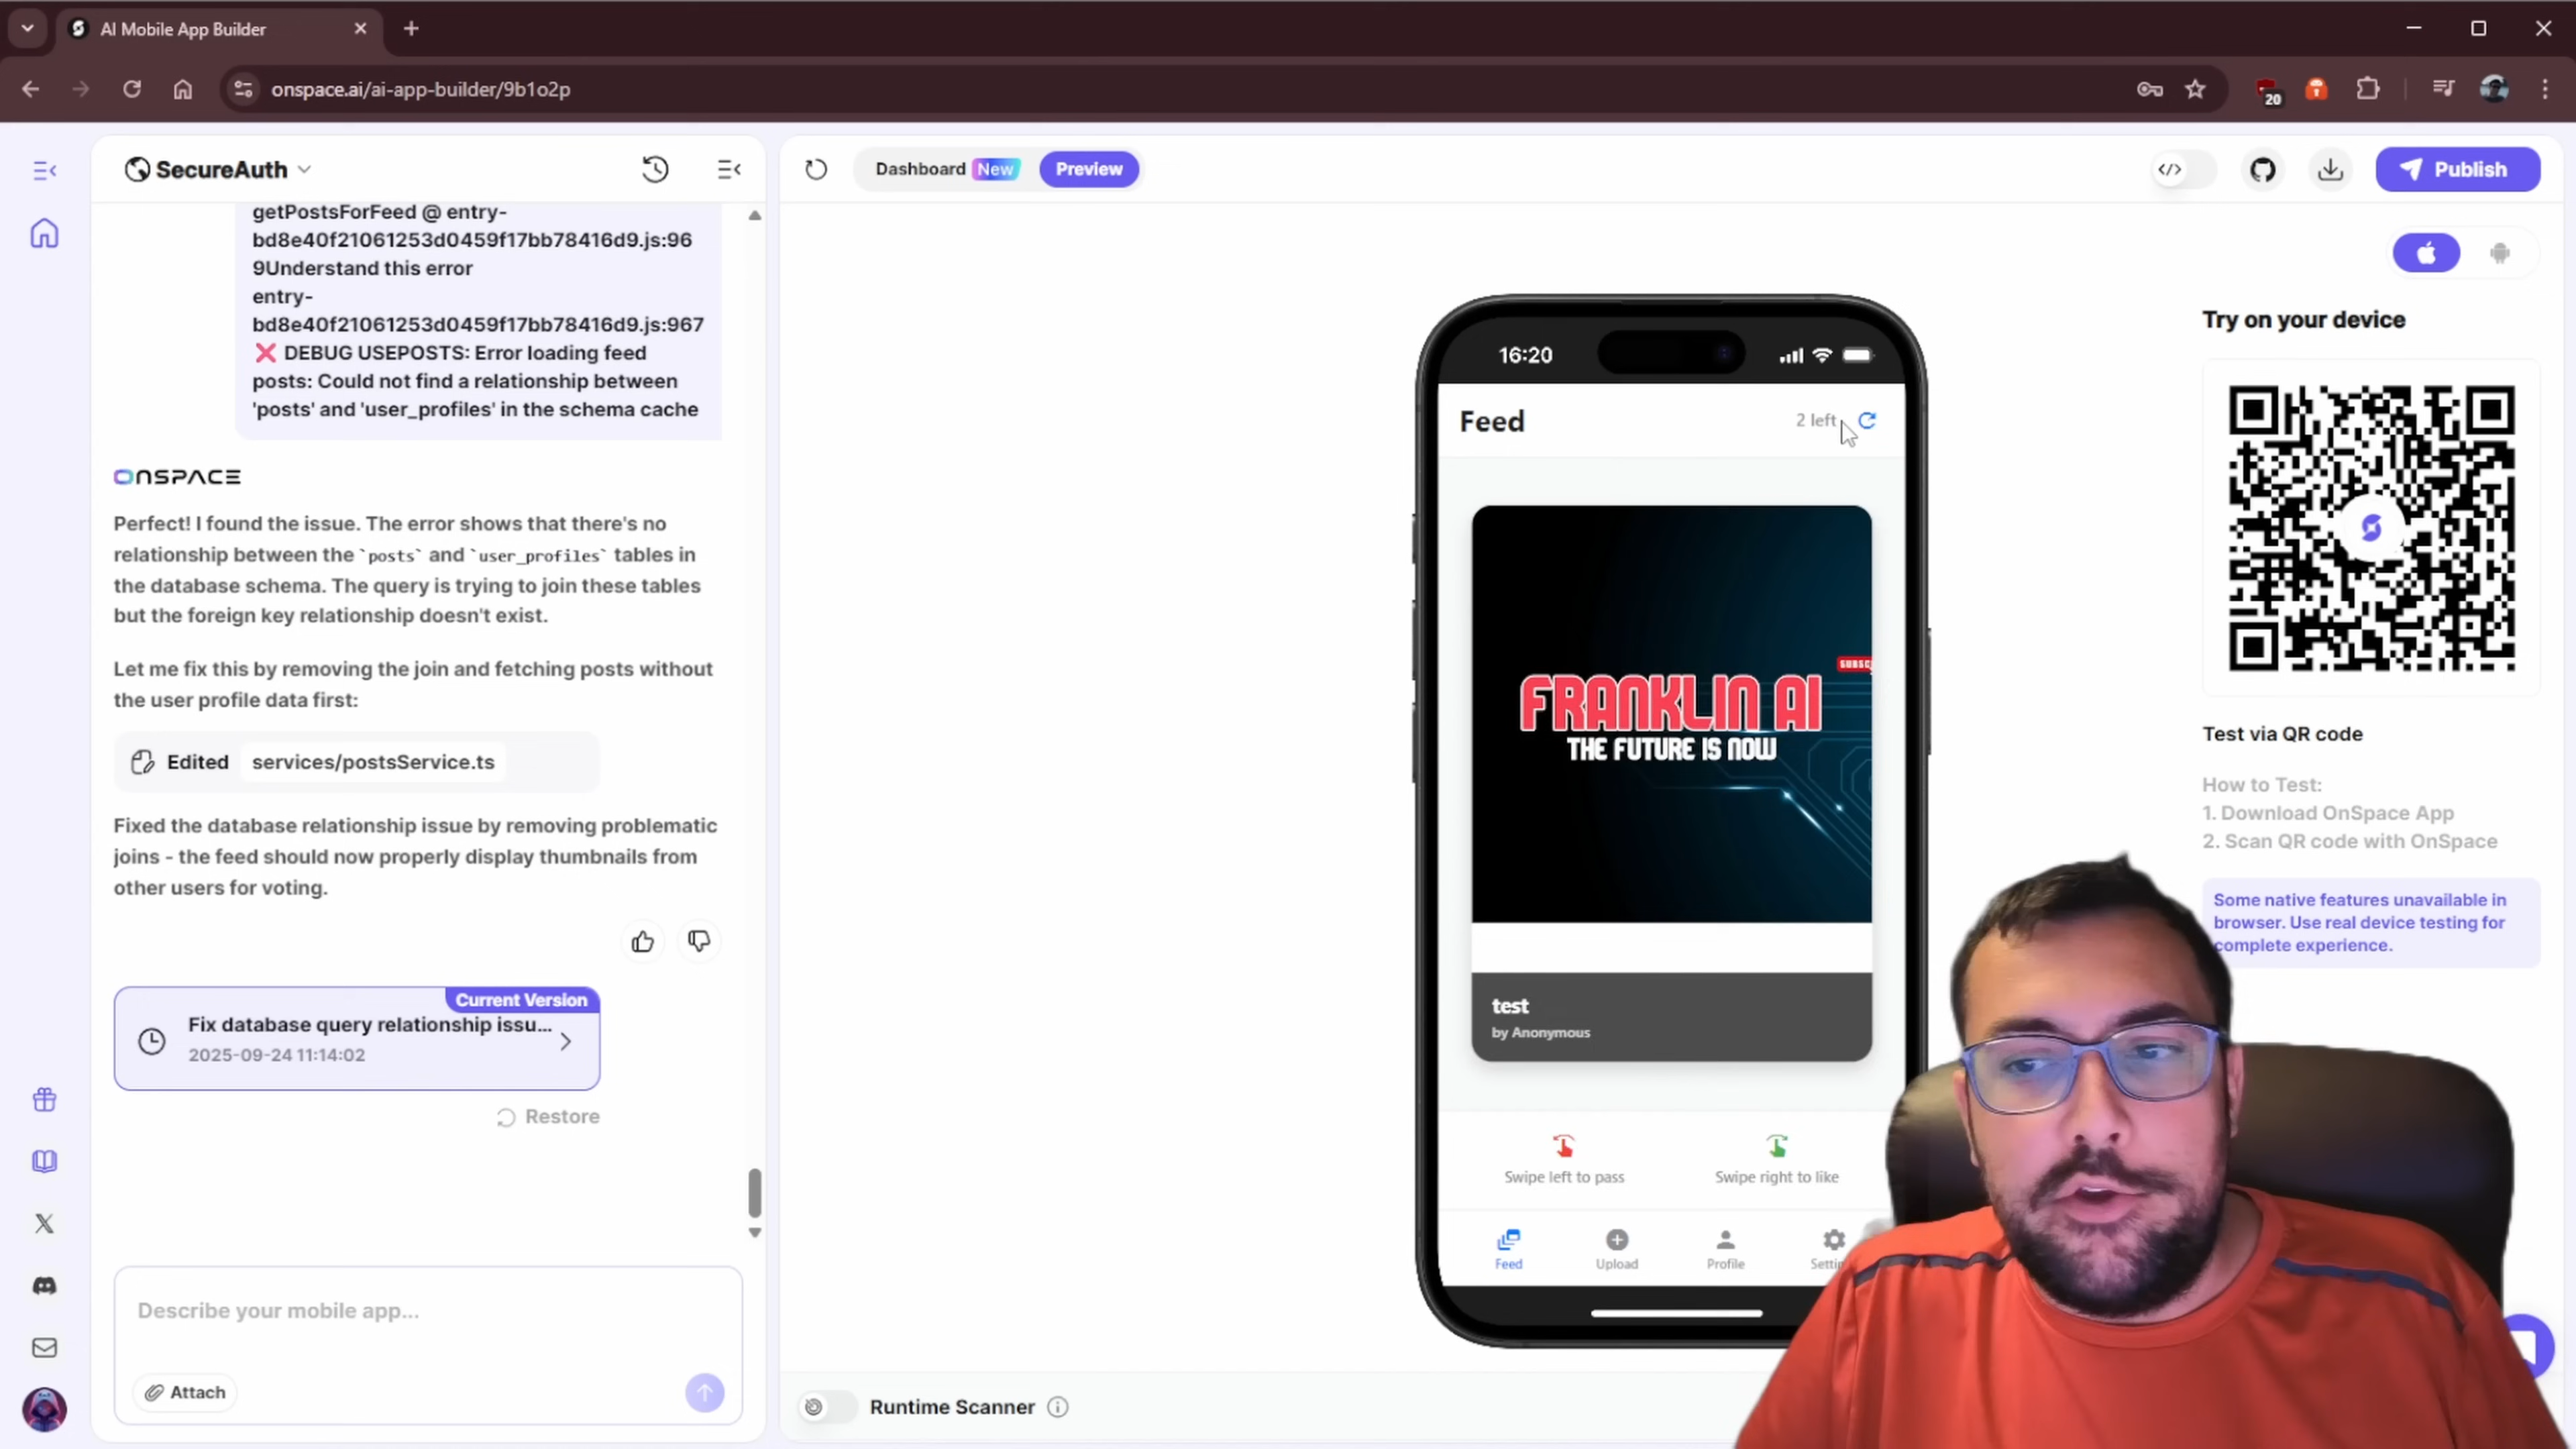 AI Mobile App Builder
onspace.ai/ai-app-builder/9b1o2p
20
SecureAuth
getPostsForFeed @ entry-
bd8e40f21061253d0459f17bb78416d9.js:96
9Understand this error
entry-
bd8e40f21061253d0459f17bb78416d9.js:967
❌ DEBUG USEPOSTS: Error loading feed
posts: Could not find a relationship between
'posts' and 'user_profiles' in the schema cache
ONSPACE
Perfect! I found the issue. The error shows that there's no
relationship between the `posts` and `user_profiles` tables in
the database schema. The query is trying to join these tables
but the foreign key relationship doesn't exist.
Let me fix this by removing the join and fetching posts without
the user profile data first:
Edited services/postsService.ts
Fixed the database relationship issue by removing problematic
joins - the feed should now properly display thumbnails from
other users for voting.
Current Version
Fix database query relationship issu...
2025-09-24 11:14:02
Restore
Describe your mobile app...
Attach
Dashboard New Preview
Publish
16:20
Feed
2 left
FRANKLIN AI
THE FUTURE IS NOW
test
by Anonymous
Swipe left to pass
Swipe right to like
Feed
Upload
Profile
Runtime Scanner
Try on your device
Test via QR code
How to Test:
1. Download OnSpace App
2. Scan QR code with OnSpace
Some native features unavailable in
browser. Use real device testing for
complete experience.